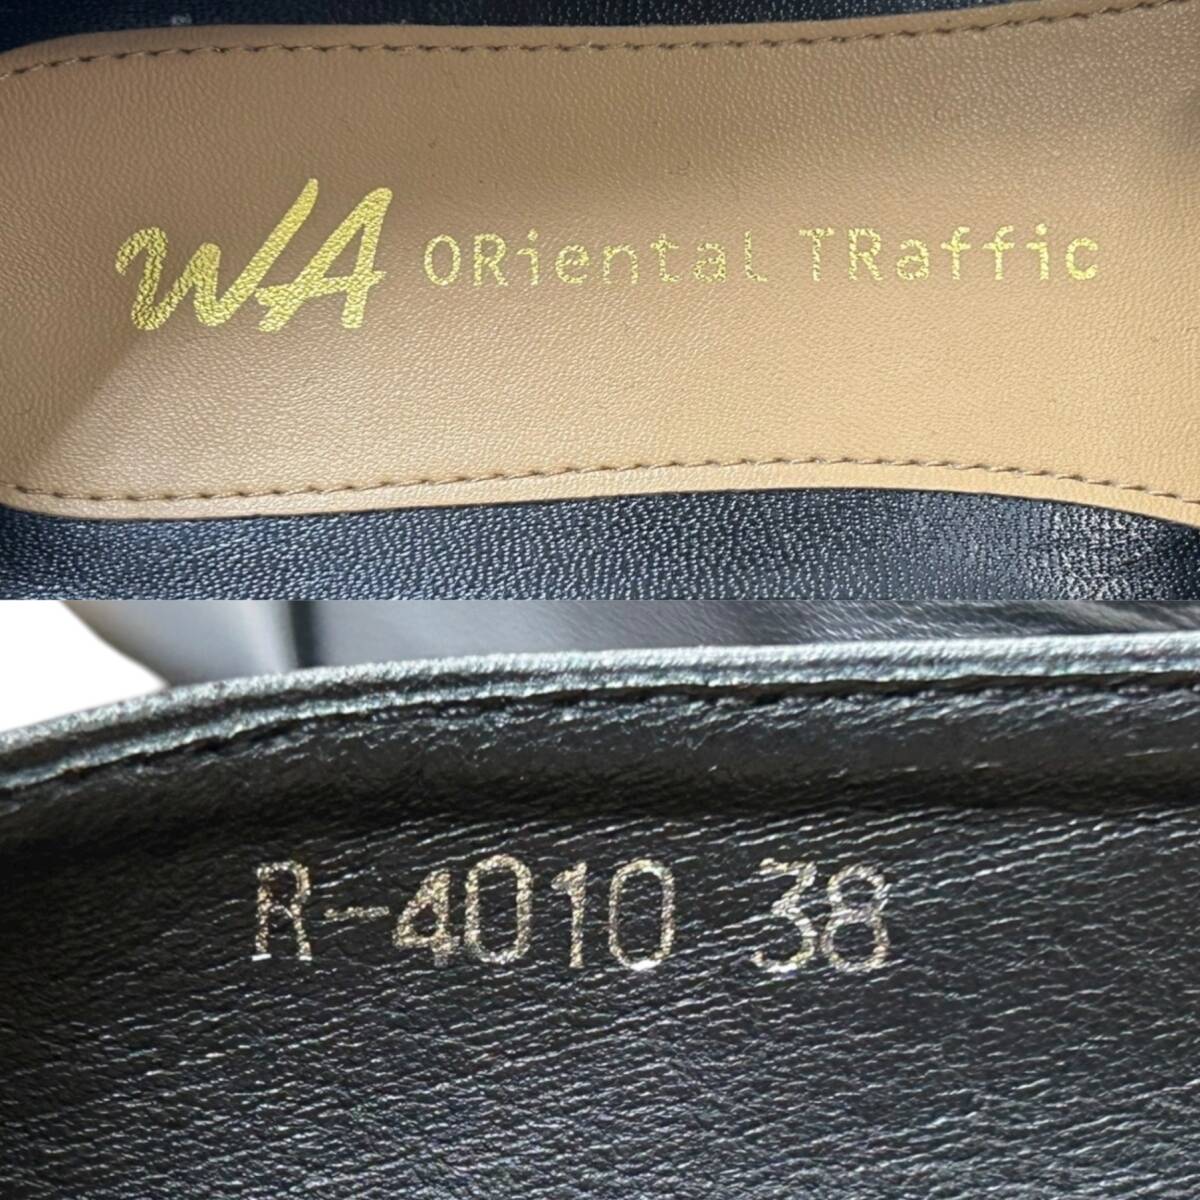 WA ORiental TRaffic
R-4010 38